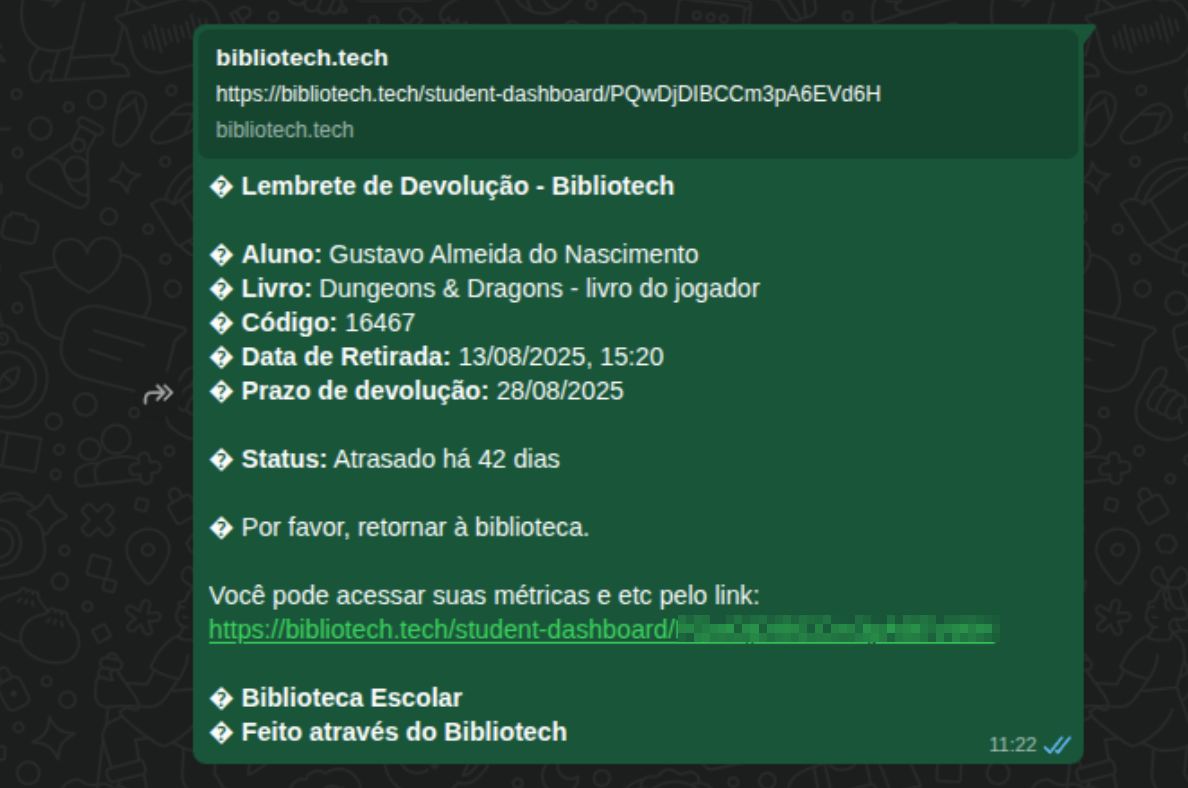 bibliotech.tech
https://bibliotech.tech/student-dashboard/PQwDjDIBCCm3pA6EVd6H
bibliotech.tech
� Lembrete de Devolução - Bibliotech
� Aluno: Gustavo Almeida do Nascimento
� Livro: Dungeons & Dragons - livro do jogador
� Código: 16467
� Data de Retirada: 13/08/2025, 15:20
� Prazo de devolução: 28/08/2025
� Status: Atrasado há 42 dias
� Por favor, retornar à biblioteca.
Você pode acessar suas métricas e etc pelo link:
https://bibliotech.tech/student-dashboard/
� Biblioteca Escolar
� Feito através do Bibliotech
11:22